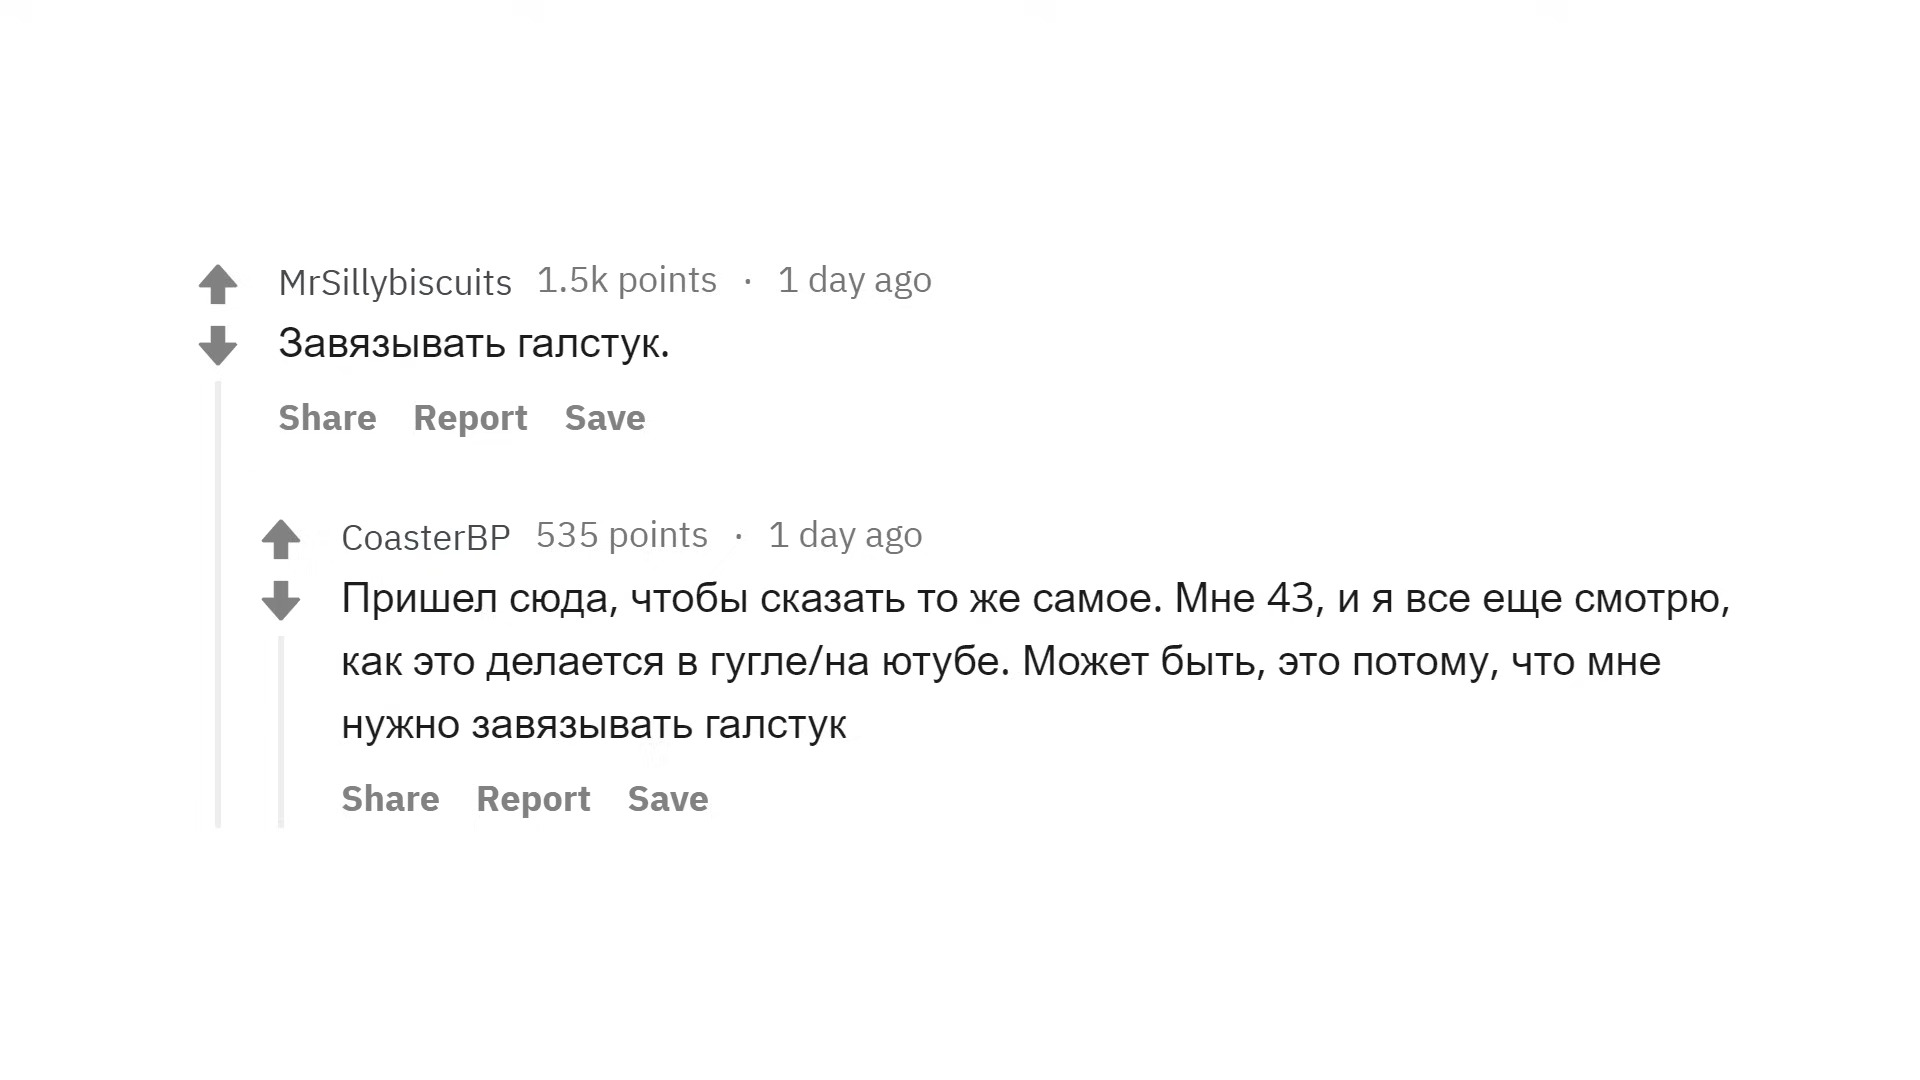 MrSillybiscuits 1.5k points · 1 day ago
Завязывать галстук.
Share Report Save
CoasterBP 535 points · 1 day ago
Пришел сюда, чтобы сказать то же самое. Мне 43, и я все еще смотрю,
как это делается в гугле/на ютубе. Может быть, это потому, что мне
нужно завязывать галстук
Share Report Save